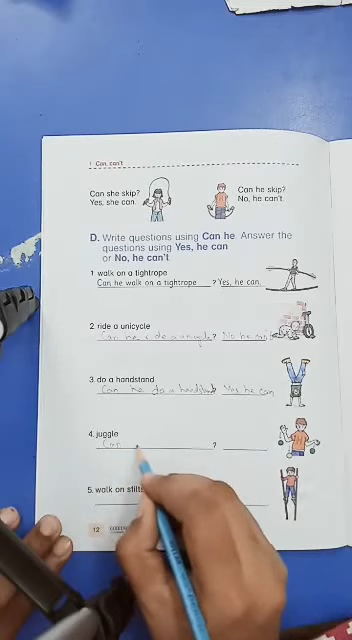 1 Can, can't
Can she skip?
Yes, she can.
Can he skip?
No, he can't.
D. Write questions using Can he Answer the
questions using Yes, he can
or No, he can't
1 walk on a tightrope
Can he walk on a tightrope ? Yes, he can.
2. ride a unicycle
Can he ride a unicycle ? No he
3. do a handstand
Can he do a handstand ? Yes he can
4. juggle
Can ?
5. walk on stilts
12